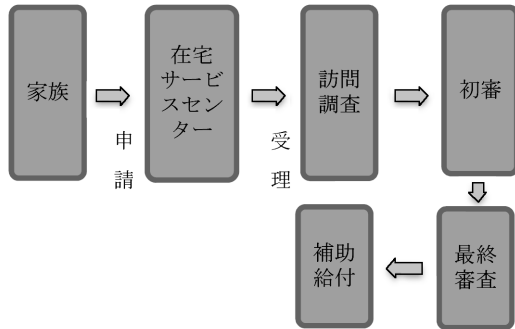 家族
申請
在宅
サービ
スセン
ター
受理
訪問
調査
初審
最終
審査
補助
給付